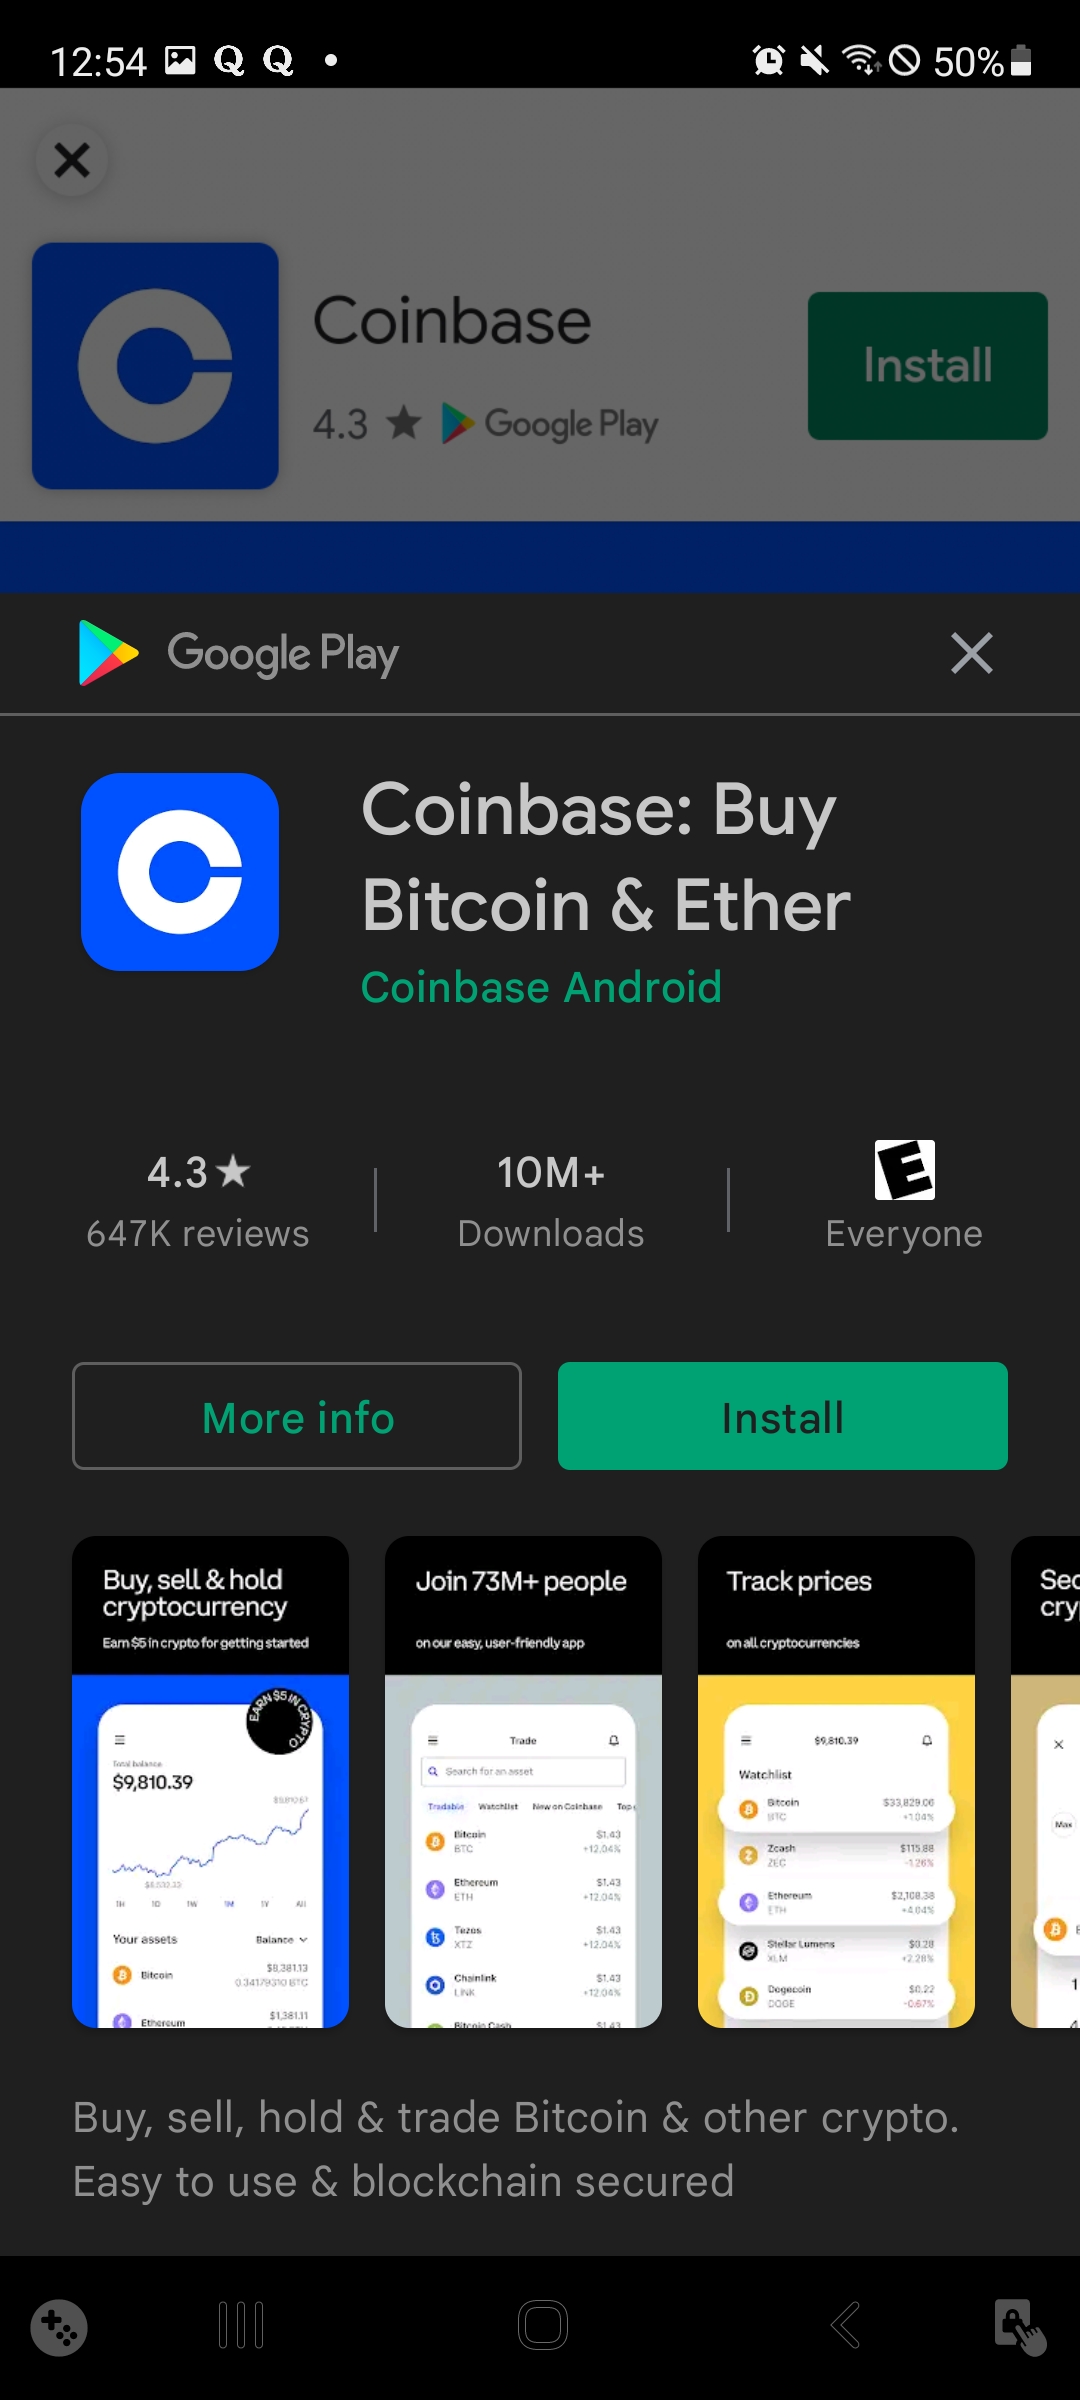 12:54
50%
Coinbase
4.3 ★ Google Play
Install
Google Play
Coinbase: Buy
Bitcoin & Ether
Coinbase Android
4.3 ★
647K reviews
10M+
Downloads
E
Everyone
More info
Install
Buy, sell & hold
cryptocurrency
Earn $5 in crypto for getting started
EARN $5 IN CRYPTO
Total balance
$9,810.39
1H 1D 1W 1M 1Y All
Your assets
Balance
Bitcoin
$8,381.13
0.34179310 BTC
Ethereum
$1,381.11
Join 73M+ people
on our easy, user-friendly app
Trade
Search for an asset
Tradable Watchlist New on Coinbase Top
Bitcoin $1.43
BTC +12.04%
Ethereum $1.43
ETH +12.04%
Tezos $1.43
XTZ +12.04%
Chainlink $1.43
LINK +12.04%
Bitcoin Cash $1.43
Track prices
on all cryptocurrencies
$9,810.39
Watchlist
Bitcoin $33,829.06
BTC +1.04%
Zcash $115.88
ZEC -1.26%
Ethereum $2,108.38
ETH +4.04%
Stellar Lumens $0.28
XLM +2.28%
Dogecoin $0.22
DOGE -0.67%
Sec
cry
Max
Buy, sell, hold & trade Bitcoin & other crypto.
Easy to use & blockchain secured